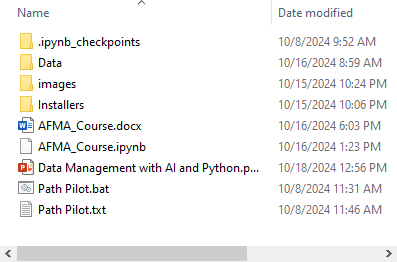 Name Date modified
.ipynb_checkpoints 10/8/2024 9:52 AM
Data 10/16/2024 8:59 AM
images 10/15/2024 10:24 PM
Installers 10/15/2024 10:06 PM
AFMA_Course.docx 10/16/2024 6:03 PM
AFMA_Course.ipynb 10/16/2024 1:23 PM
Data Management with AI and Python.p... 10/18/2024 12:56 PM
Path Pilot.bat 10/8/2024 11:31 AM
Path Pilot.txt 10/8/2024 11:46 AM